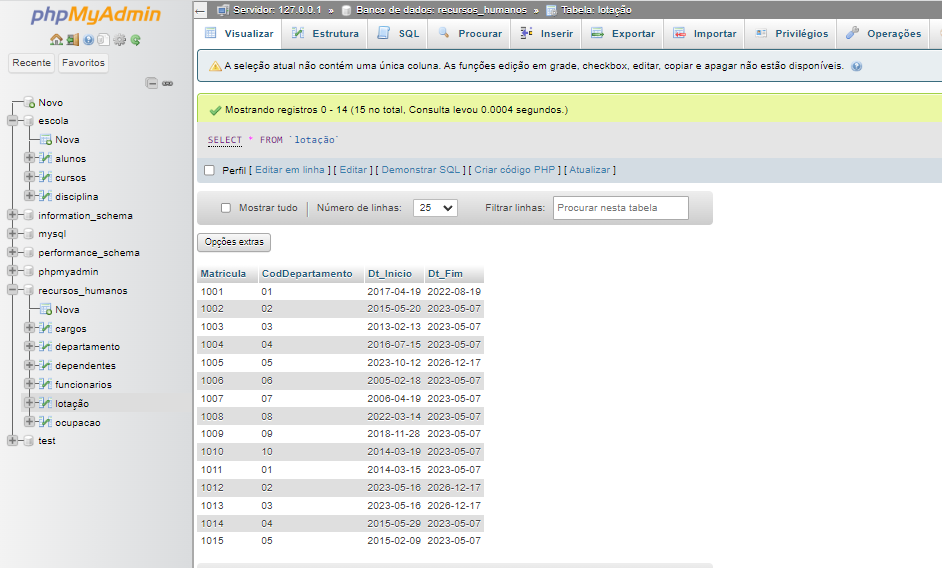 phpMyAdmin
Recente Favoritos
Novo
escola
Nova
alunos
cursos
disciplina
information_schema
mysql
performance_schema
phpmyadmin
recursos_humanos
Nova
cargos
departamento
dependentes
funcionarios
lotação
ocupacao
test
Servidor: 127.0.0.1 » Banco de dados: recursos_humanos » Tabela: lotação
Visualizar Estrutura SQL Procurar Inserir Exportar Importar Privilégios Operações
A seleção atual não contém uma única coluna. As funções edição em grade, checkbox, editar, copiar e apagar não estão disponíveis.
Mostrando registros 0 - 14 (15 no total, Consulta levou 0.0004 segundos.)
SELECT * FROM `lotação`
Perfil [ Editar em linha ] [ Editar ] [ Demonstrar SQL ] [ Criar código PHP ] [ Atualizar ]
Mostrar tudo Número de linhas: 25 Filtrar linhas: Procurar nesta tabela
Opções extras
Matricula CodDepartamento Dt_Inicio Dt_Fim
1001 01 2017-04-19 2022-08-19
1002 02 2015-05-20 2023-05-07
1003 03 2013-02-13 2023-05-07
1004 04 2016-07-15 2023-05-07
1005 05 2023-10-12 2026-12-17
1006 06 2005-02-18 2023-05-07
1007 07 2006-04-19 2023-05-07
1008 08 2022-03-14 2023-05-07
1009 09 2018-11-28 2023-05-07
1010 10 2014-03-19 2023-05-07
1011 01 2014-03-15 2023-05-07
1012 02 2023-05-16 2026-12-17
1013 03 2023-05-16 2026-12-17
1014 04 2015-05-29 2023-05-07
1015 05 2015-02-09 2023-05-07